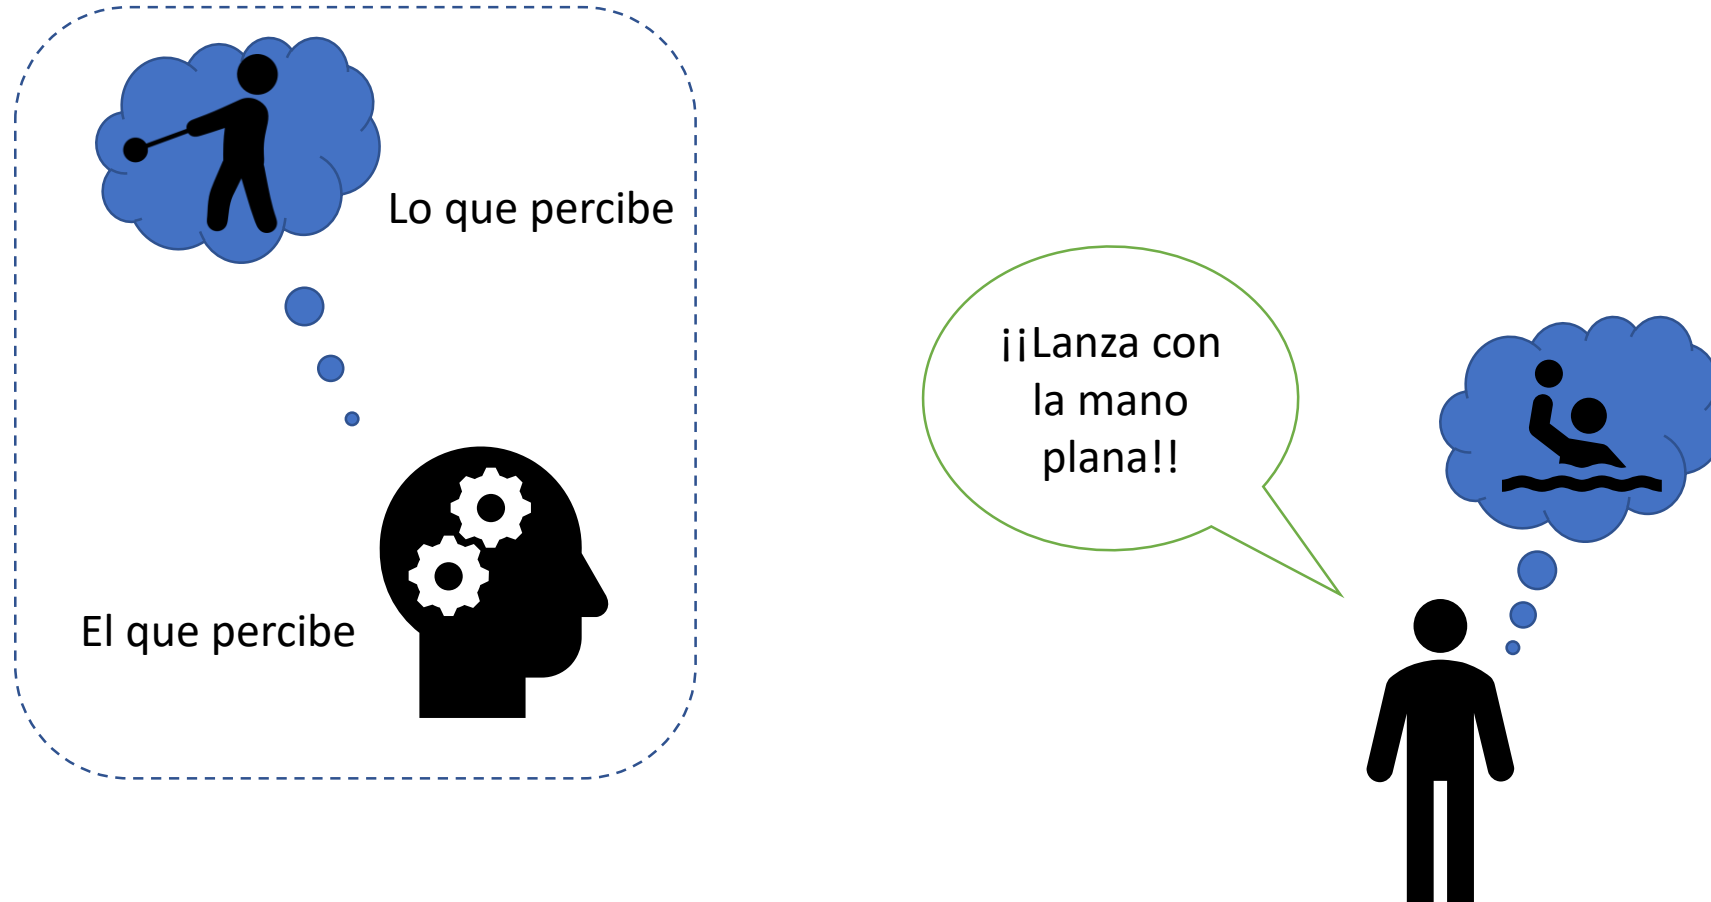 Lo que percibe
El que percibe
¡¡Lanza con
la mano
plana!!